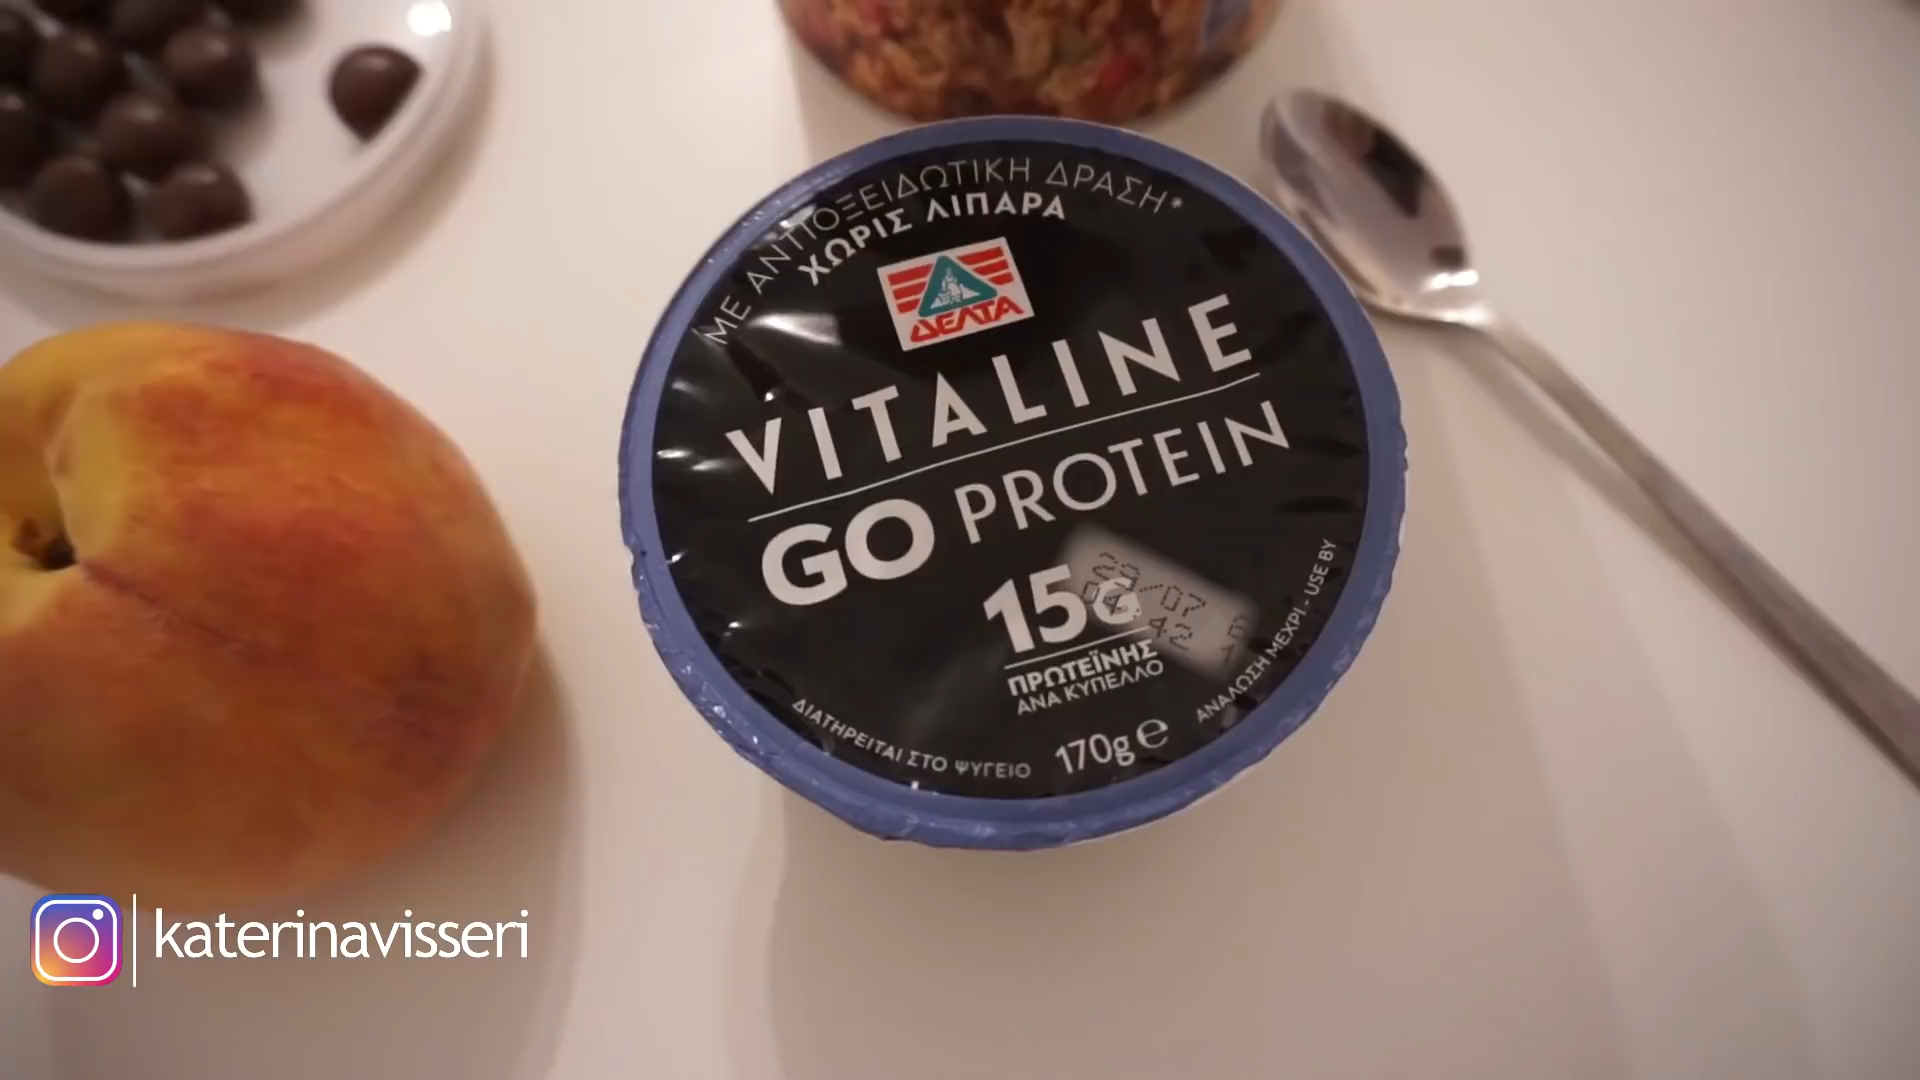 ΜΕ ΑΝΤΙΟΞΕΙΔΩΤΙΚΗ ΔΡΑΣΗ*
ΧΩΡΙΣ ΛΙΠΑΡΑ
ΔΕΛΤΑ
VITALINE
GO PROTEIN
15G
ΠΡΩΤΕΪΝΗΣ
ΑΝΑ ΚΥΠΕΛΛΟ
ΔΙΑΤΗΡΕΙΤΑΙ ΣΤΟ ΨΥΓΕΙΟ
170g e
ΑΝΑΛΩΣΗ ΜΕΧΡΙ - USE BY
katerinavisseri